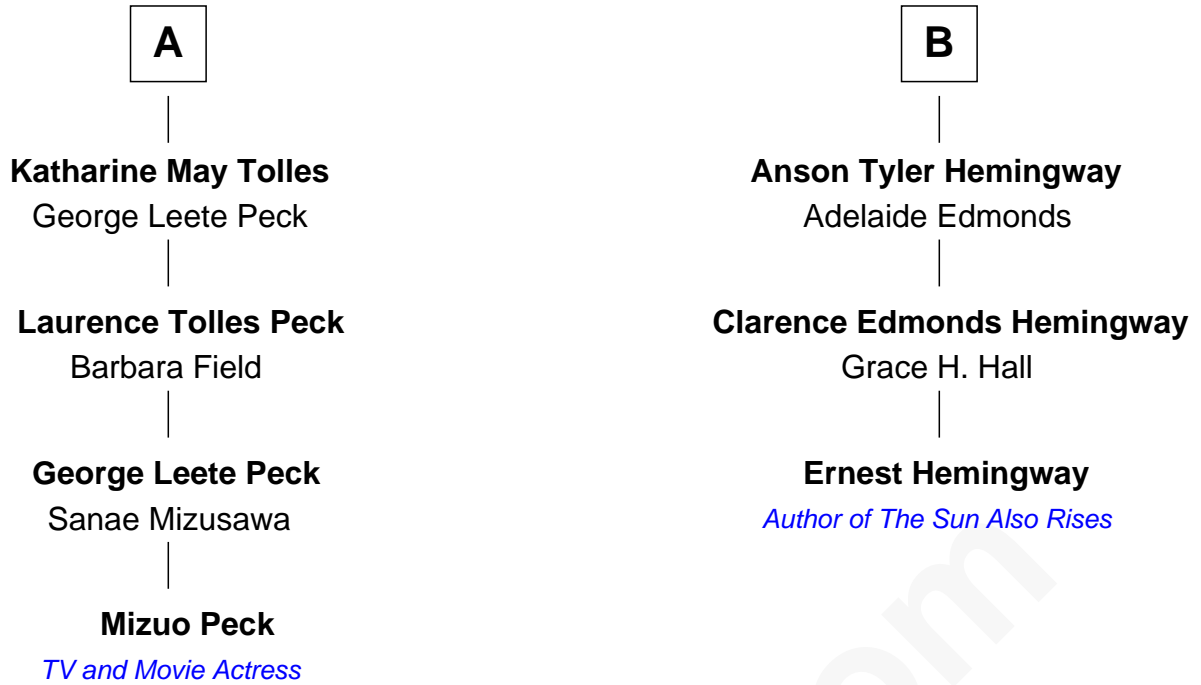 A
Katharine May Tolles
George Leete Peck
Laurence Tolles Peck
Barbara Field
George Leete Peck
Sanae Mizusawa
Mizuo Peck
TV and Movie Actress
B
Anson Tyler Hemingway
Adelaide Edmonds
Clarence Edmonds Hemingway
Grace H. Hall
Ernest Hemingway
Author of The Sun Also Rises
om